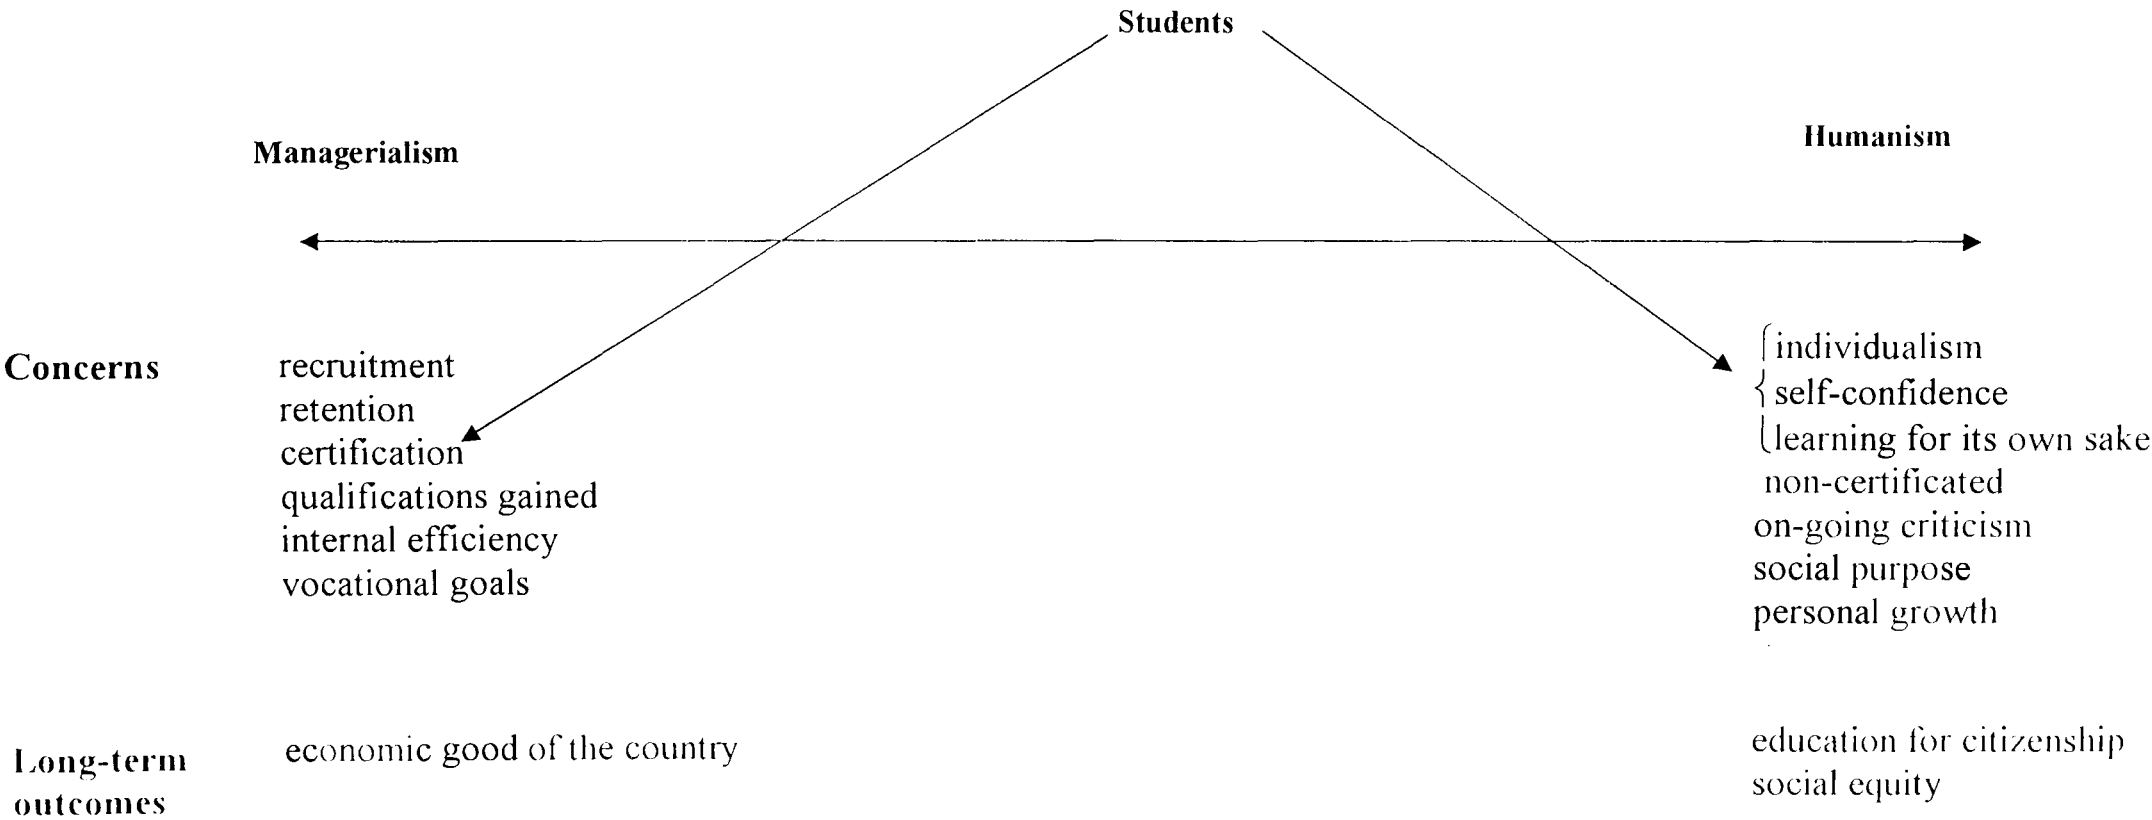 Students
Managerialism
Humanism
Concerns
recruitment
retention
certification
qualifications gained
internal efficiency
vocational goals
individualism
self-confidence
learning for its own sake
non-certificated
on-going criticism
social purpose
personal growth
Long-term
outcomes
economic good of the country
education for citizenship
social equity